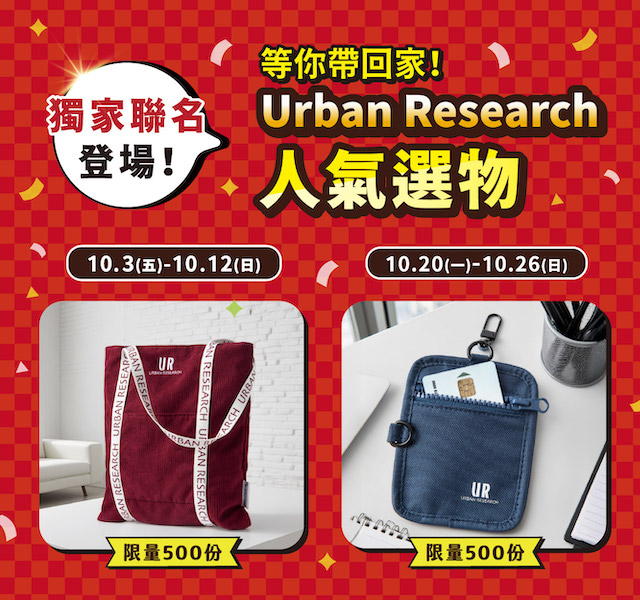 獨家聯名
登場！
等你帶回家！
Urban Research
人氣選物
10.3(五)-10.12(日)
10.20(一)-10.26(日)
UR
URBAN RESEARCH
URBAN RESEARCH
URBAN RESEARCH
URBAN RESEARCH
UR
URBAN RESEARCH
限量500份
限量500份